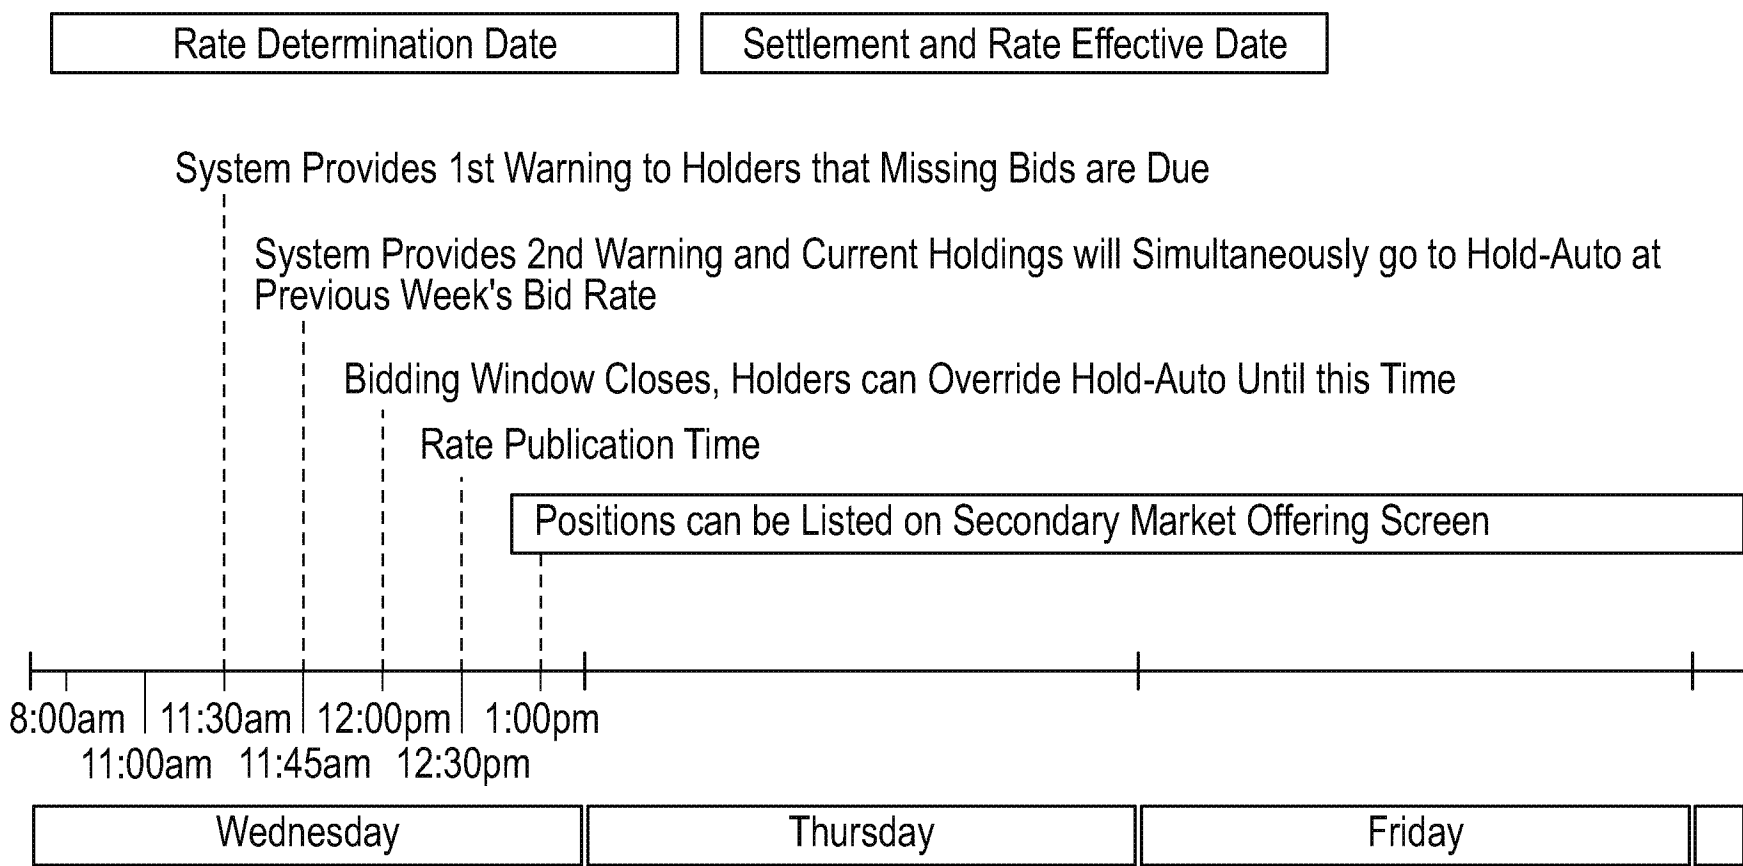 Rate Determination Date
Settlement and Rate Effective Date
System Provides 1st Warning to Holders that Missing Bids are Due
System Provides 2nd Warning and Current Holdings will Simultaneously go to Hold-Auto at
Previous Week's Bid Rate
Bidding Window Closes, Holders can Override Hold-Auto Until this Time
Rate Publication Time
Positions can be Listed on Secondary Market Offering Screen
8:00am 11:30am 12:00pm 1:00pm
11:00am 11:45am 12:30pm
Wednesday
Thursday
Friday